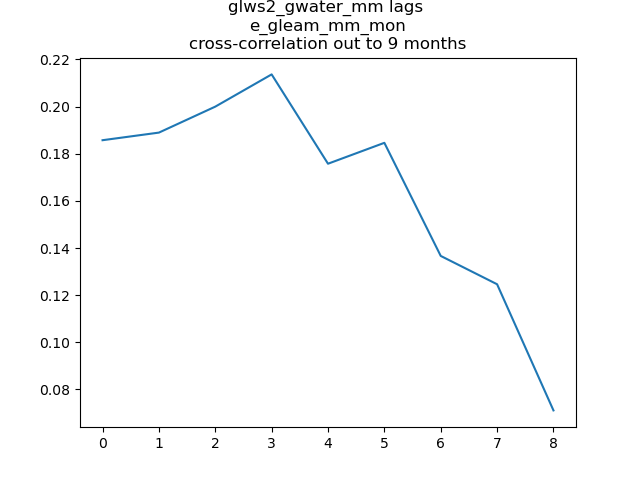 glws2_gwater_mm lags
e_gleam_mm_mon
cross-correlation out to 9 months
0.22
0.20
0.18
0.16
0.14
0.12
0.10
0.08
0 1 2 3 4 5 6 7 8